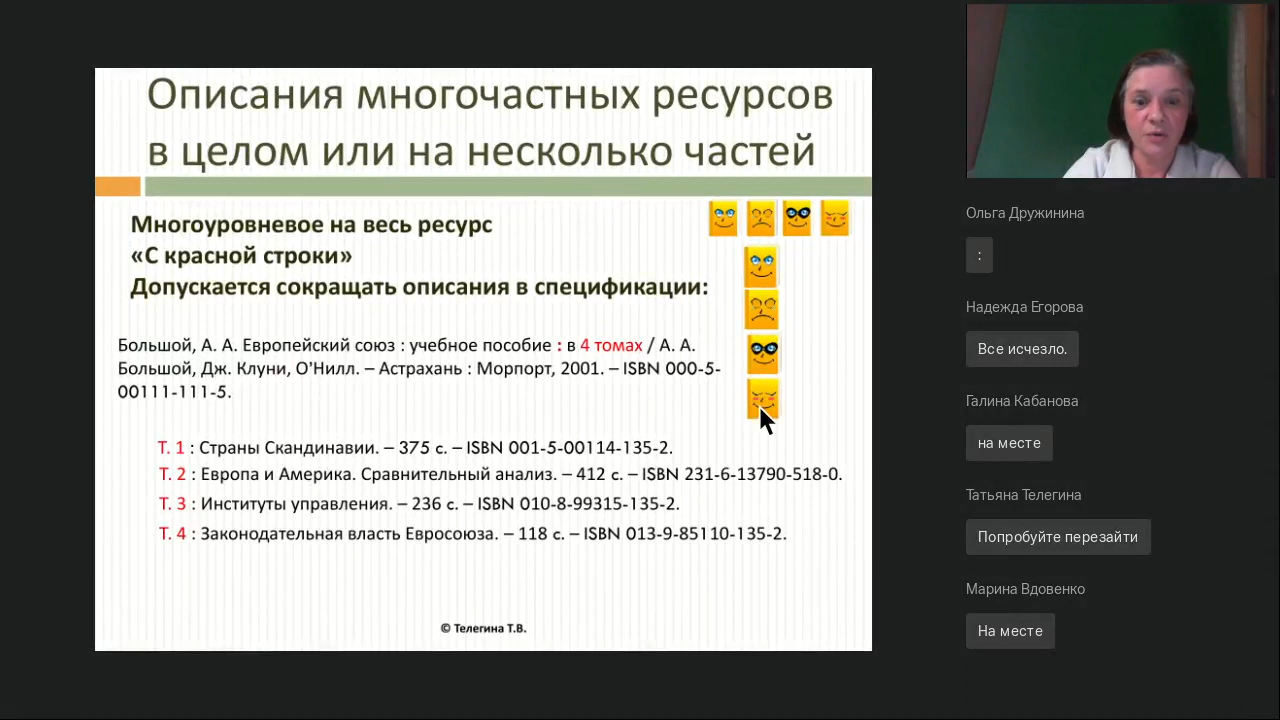 Описания многочастных ресурсов
в целом или на несколько частей
Многоуровневое на весь ресурс
«С красной строки»
Допускается сокращать описания в спецификации:
Большой, А. А. Европейский союз : учебное пособие : в 4 томах / А. А.
Большой, Дж. Клуни, О'Нилл. – Астрахань : Морпорт, 2001. – ISBN 000-5-
00111-111-5.
Т. 1 : Страны Скандинавии. – 375 с. – ISBN 001-5-00114-135-2.
Т. 2 : Европа и Америка. Сравнительный анализ. – 412 с. – ISBN 231-6-13790-518-0.
Т. 3 : Институты управления. – 236 с. – ISBN 010-8-99315-135-2.
Т. 4 : Законодательная власть Евросоюза. – 118 с. – ISBN 013-9-85110-135-2.
© Телегина Т.В.
Ольга Дружинина
:
Надежда Егорова
Все исчезло.
Галина Кабанова
на месте
Татьяна Телегина
Попробуйте перезайти
Марина Вдовенко
На месте